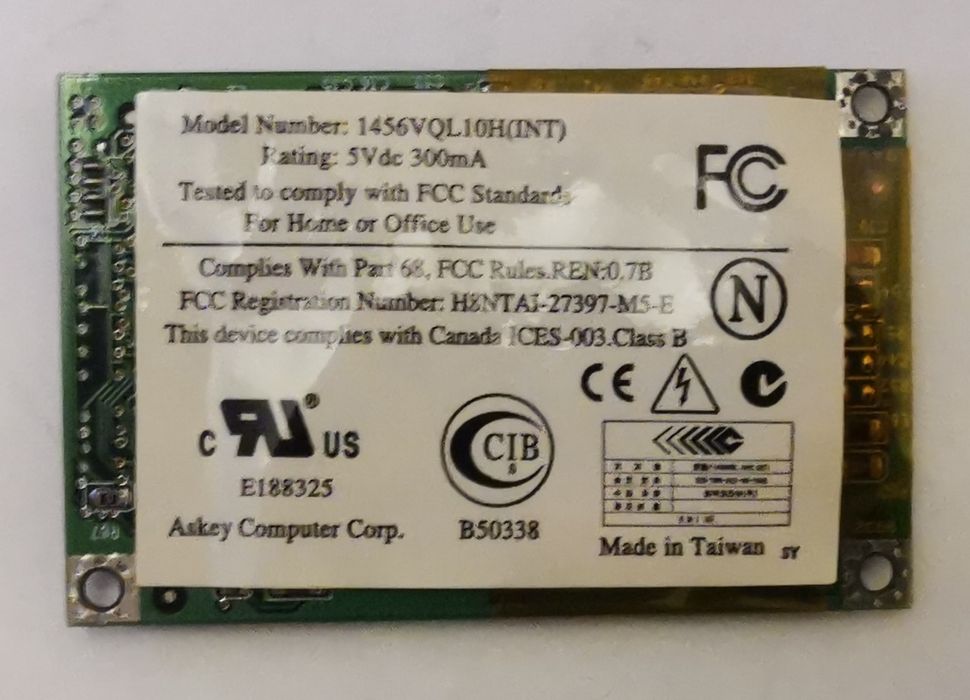 Model Number: 1456VQL10H(INT)
Rating: 5Vdc 300mA
Tested to comply with FCC Standards
For Home or Office Use
FC
Complies With Part 68, FCC Rules.REN:0.7B
FCC Registration Number: H8NTAI-27397-M5-E
This device complies with Canada ICES-003.Class B
N
CE
C RU ® US
CIB
E188325
Askey Computer Corp.
B50338
Made in Taiwan SY